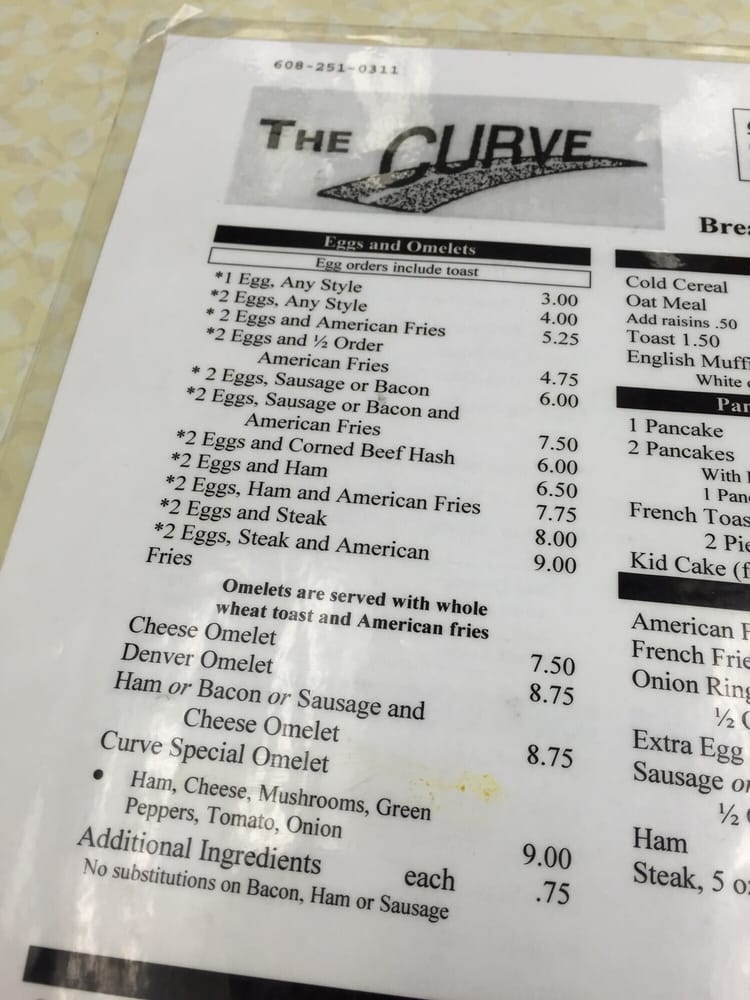 608-251-0311
THE CURVE
Eggs and Omelets
Egg orders include toast
*1 Egg, Any Style 3.00
*2 Eggs, Any Style 4.00
* 2 Eggs and American Fries 5.25
*2 Eggs and ½ Order
American Fries 4.75
* 2 Eggs, Sausage or Bacon 6.00
*2 Eggs, Sausage or Bacon and
American Fries 7.50
*2 Eggs and Corned Beef Hash 6.00
*2 Eggs and Ham 6.50
*2 Eggs, Ham and American Fries 7.75
*2 Eggs and Steak 8.00
*2 Eggs, Steak and American 9.00
Fries
Omelets are served with whole
wheat toast and American fries
Cheese Omelet 7.50
Denver Omelet 8.75
Ham or Bacon or Sausage and
Cheese Omelet 8.75
Curve Special Omelet
• Ham, Cheese, Mushrooms, Green
Peppers, Tomato, Onion 9.00
Additional Ingredients each .75
No substitutions on Bacon, Ham or Sausage
Cold Cereal
Oat Meal
Add raisins .50
Toast 1.50
English
White
1 Pancake
2 Pancakes
With
1
French
2
Kid Cake
American
French
Onion
½
Extra Egg
Sausage
½
Ham
Steak, 5